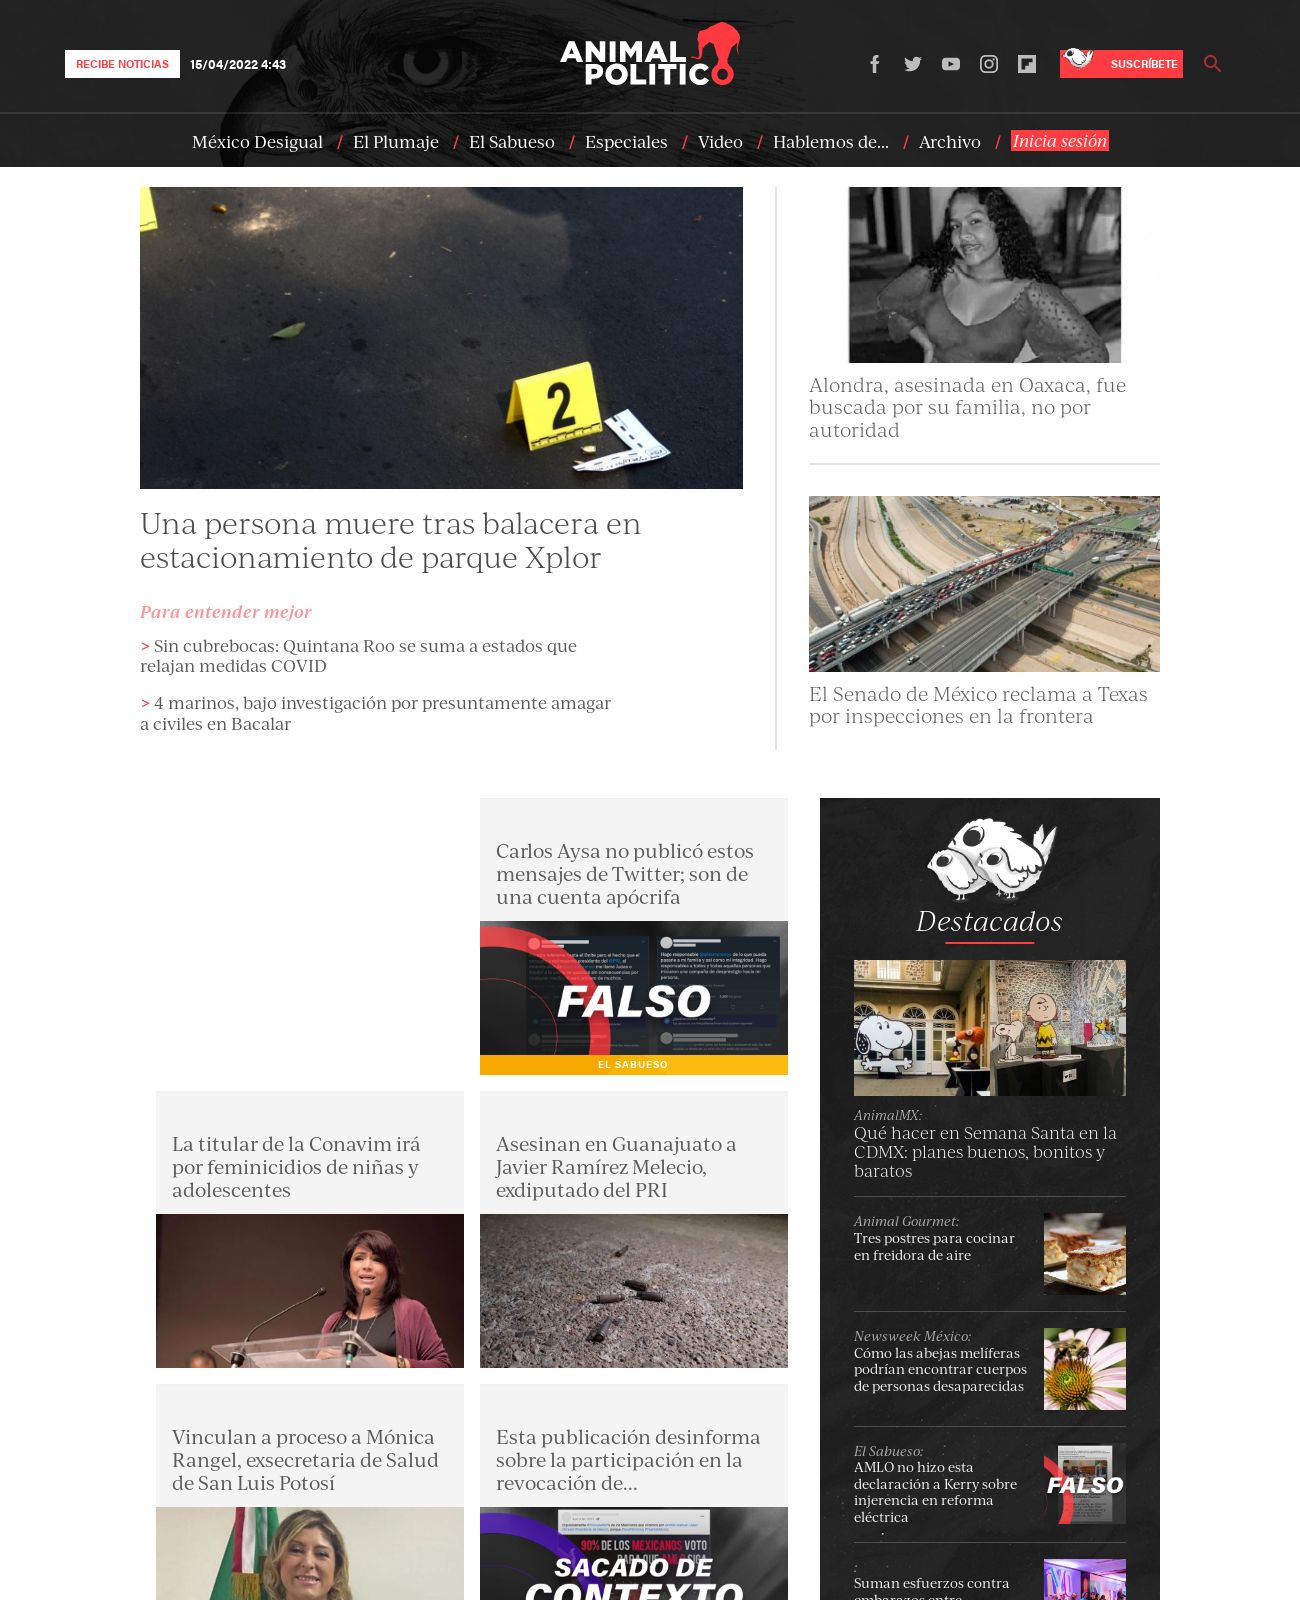 RECIBE NOTICIAS
15/04/2022 4:43
ANIMAL
POLITICO
SUSCRÍBETE
México Desigual / El Plumaje / El Sabueso / Especiales / Video / Hablemos de... / Archivo / Inicia sesión
2
Una persona muere tras balacera en
estacionamiento de parque Xplor
Para entender mejor
> Sin cubrebocas: Quintana Roo se suma a estados que
relajan medidas COVID
> 4 marinos, bajo investigación por presuntamente amagar
a civiles en Bacalar
Alondra, asesinada en Oaxaca, fue
buscada por su familia, no por
autoridad
El Senado de México reclama a Texas
por inspecciones en la frontera
Carlos Aysa no publicó estos
mensajes de Twitter; son de
una cuenta apócrifa
FALSO
EL SABUESO
La titular de la Conavim irá
por feminicidios de niñas y
adolescentes
Asesinan en Guanajuato a
Javier Ramírez Melecio,
exdiputado del PRI
Vinculan a proceso a Mónica
Rangel, exsecretaria de Salud
de San Luis Potosí
Esta publicación desinforma
sobre la participación en la
revocación de...
90% DE LOS MEXICANOS VOTO
PARA QUE AMLO SIGA
SACADO DE
CONTEXTO
Destacados
AnimalMX:
Qué hacer en Semana Santa en la
CDMX: planes buenos, bonitos y
baratos
Animal Gourmet:
Tres postres para cocinar
en freidora de aire
Newsweek México:
Cómo las abejas melíferas
podrían encontrar cuerpos
de personas desaparecidas
El Sabueso:
AMLO no hizo esta
declaración a Kerry sobre
injerencia en reforma
eléctrica
FALSO
:
Suman esfuerzos contra
embarazos entre